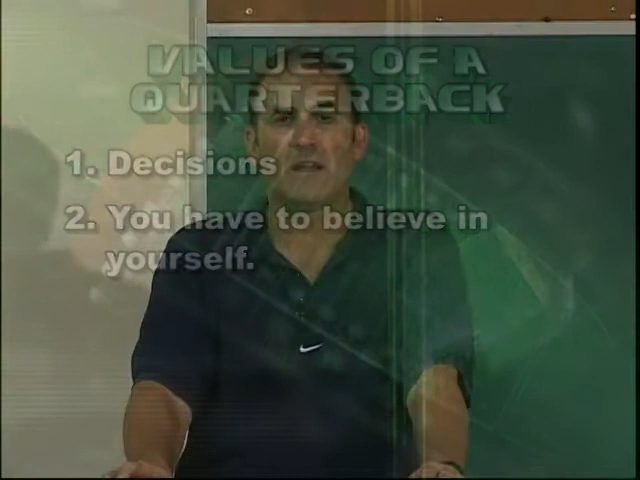 VALUES OF A
QUARTERBACK
1. Decisions
2. You have to believe in
yourself.